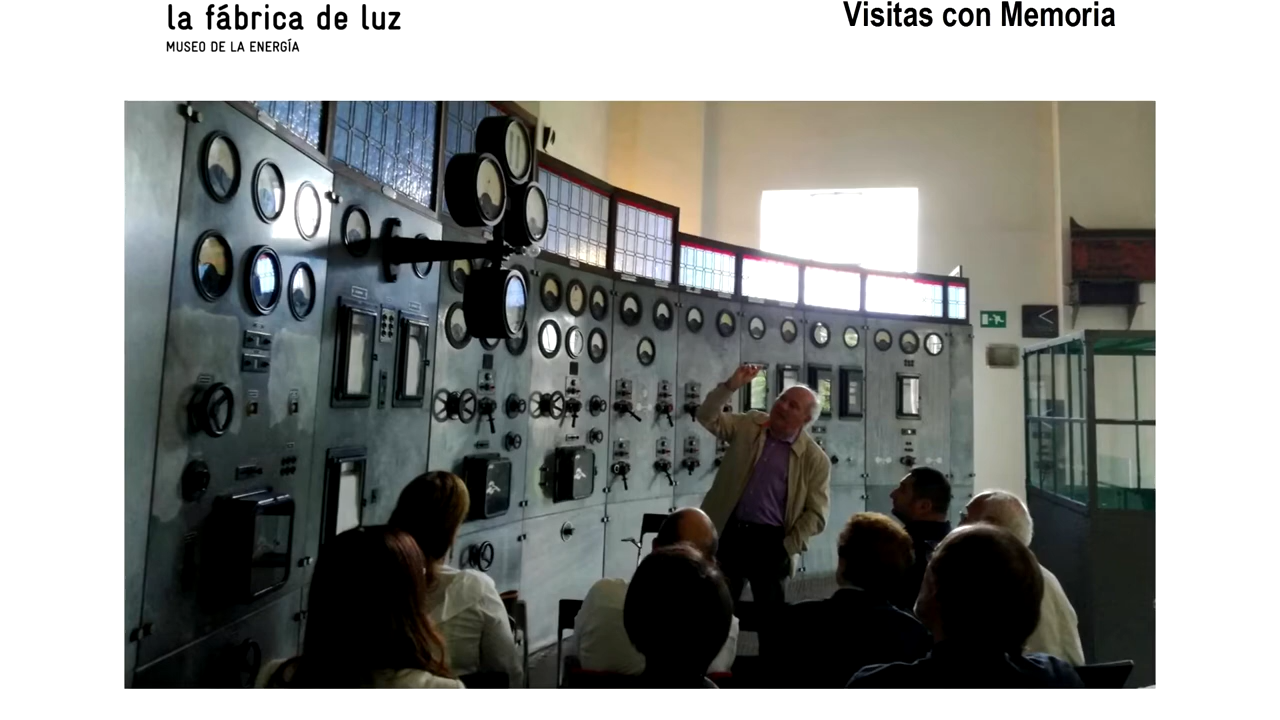 la fábrica de luz
MUSEO DE LA ENERGÍA
Visitas con Memoria